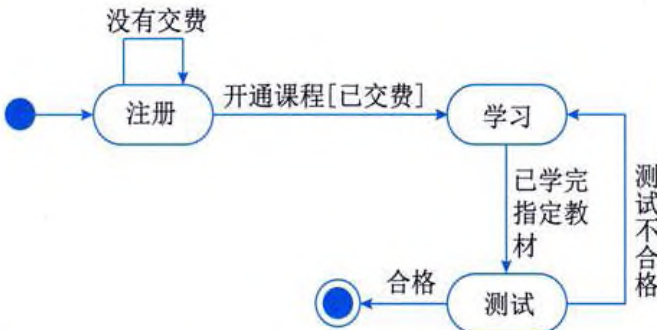 没有交费
注册
开通课程[已交费]
学习
已学完
指定教
材
测试不合格
合格
测试